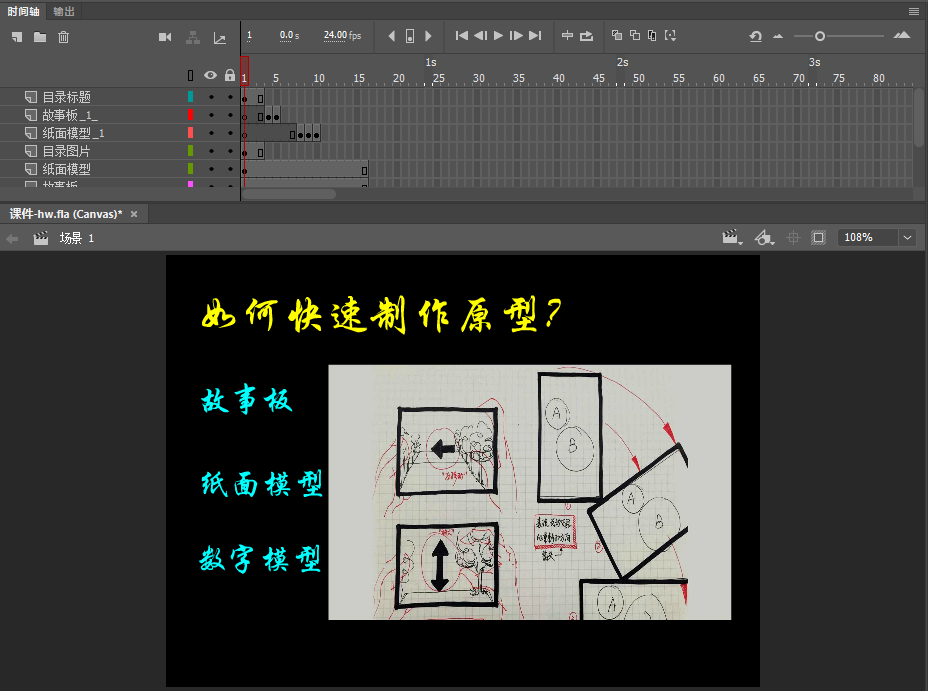 时间轴 输出
1 0.0 s 24.00 fps
1s 2s 3s
1 5 10 15 20 25 30 35 40 45 50 55 60 65 70 75 80
目录标题
故事板_1_
纸面模型_1
目录图片
纸面模型
故事板
课件-hw.fla (Canvas)* ×
场景 1 108%
如何快速制作原型?
故事板
纸面模型
数字模型
A
B
A
B
A